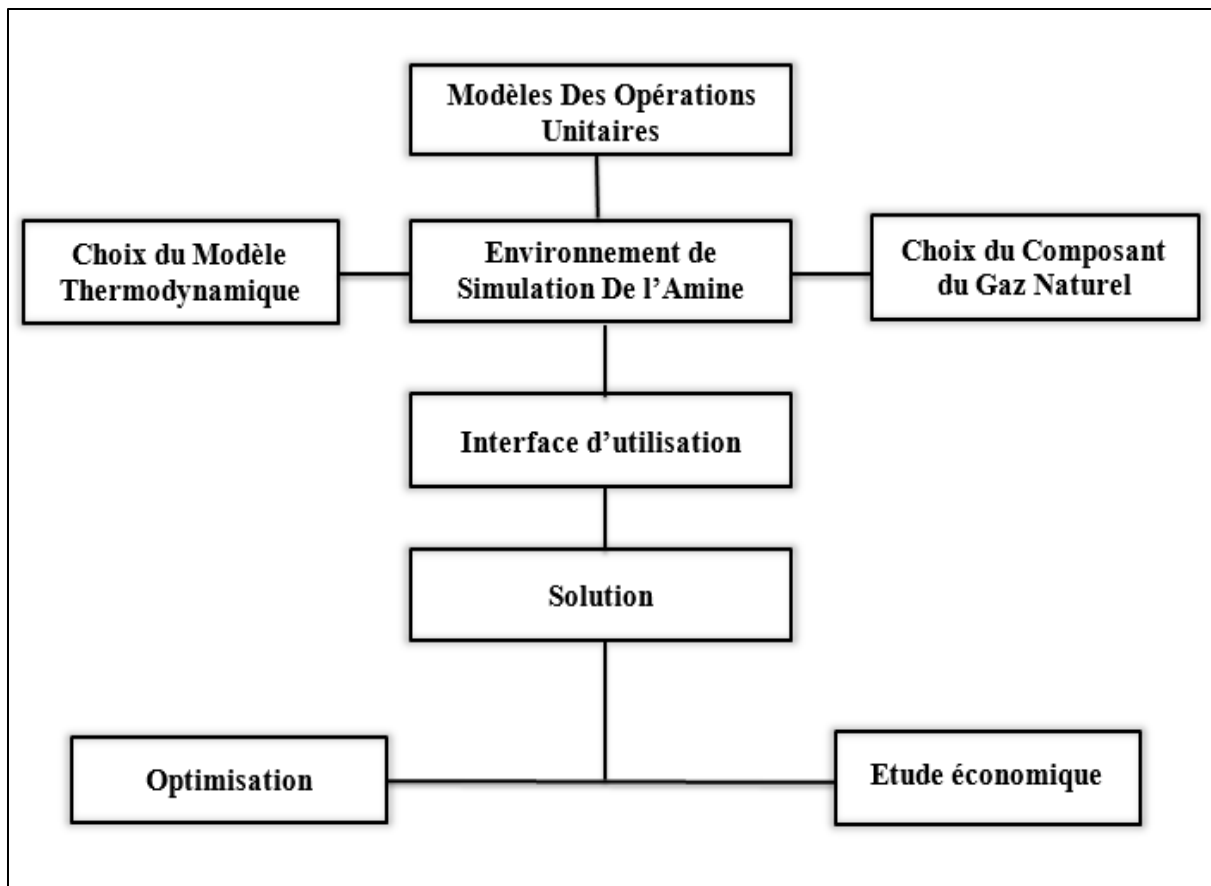 Modèles Des Opérations
Unitaires
Choix du Modèle
Thermodynamique
Environnement de
Simulation De l'Amine
Choix du Composant
du Gaz Naturel
Interface d'utilisation
Solution
Optimisation
Etude économique